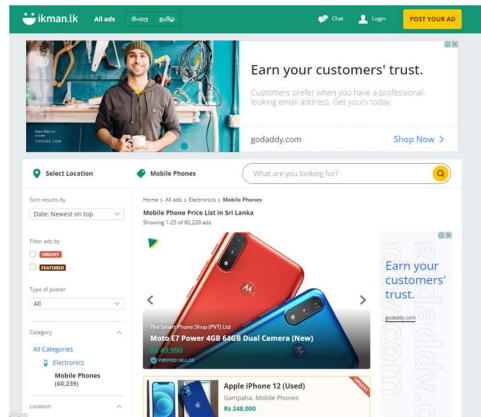 ikman.lk
All ads
සිංහල
தமிழ்
Chat
Login
POST YOUR AD
Earn your customers' trust.
Customers prefer when you have a professional-
looking email address. Get yours today.
godaddy.com
Shop Now
Select Location
Mobile Phones
What are you looking for?
Sort results by
Date: Newest on top
Filter ads by
URGENT
FEATURED
Type of poster
All
Category
All Categories
Electronics
Mobile Phones
(60,239)
Location
Home > All ads > Electronics > Mobile Phones
Mobile Phone Price List in Sri Lanka
Showing 1-25 of 60,239 ads
The Smart Phone Shop (PVT) Ltd
Moto E7 Power 4GB 64GB Dual Camera (New)
Rs 49,990
VERIFIED SELLER
Apple iPhone 12 (Used)
Gampaha, Mobile Phones
Rs 248,000
URGENT
Earn your
customers'
trust.
godaddy.com